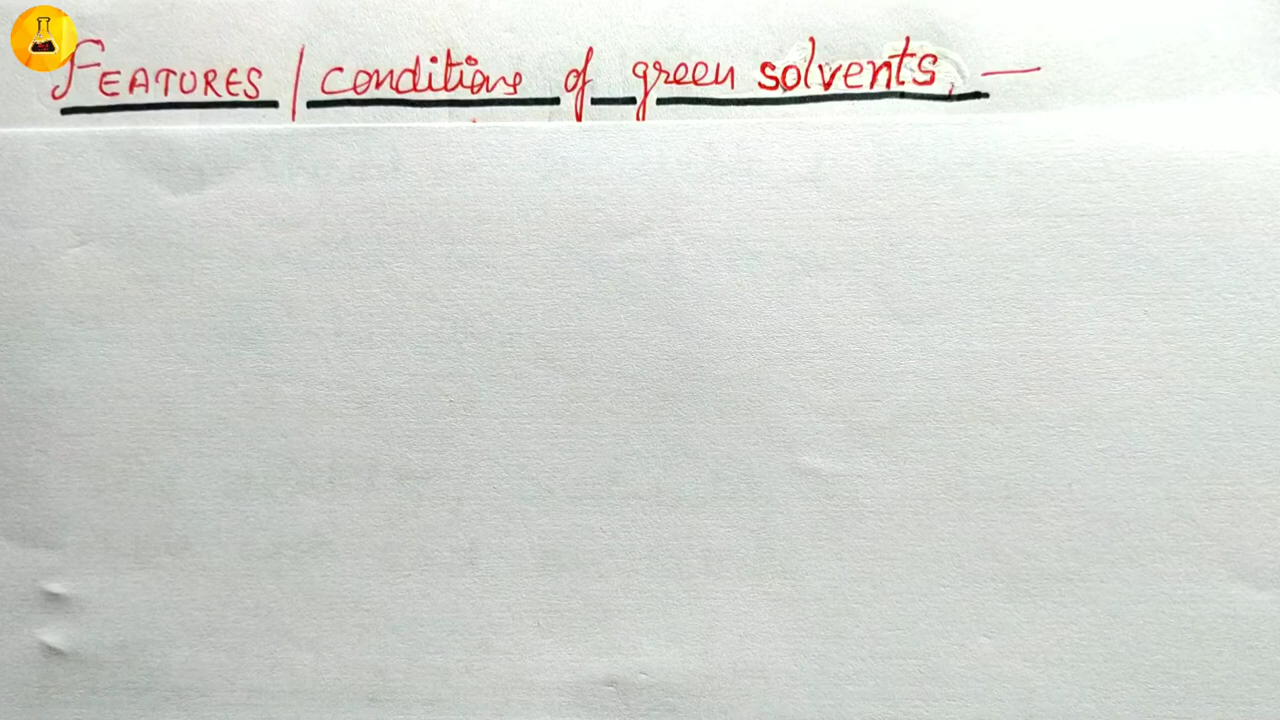 FEATURES / conditions of green solvents, —